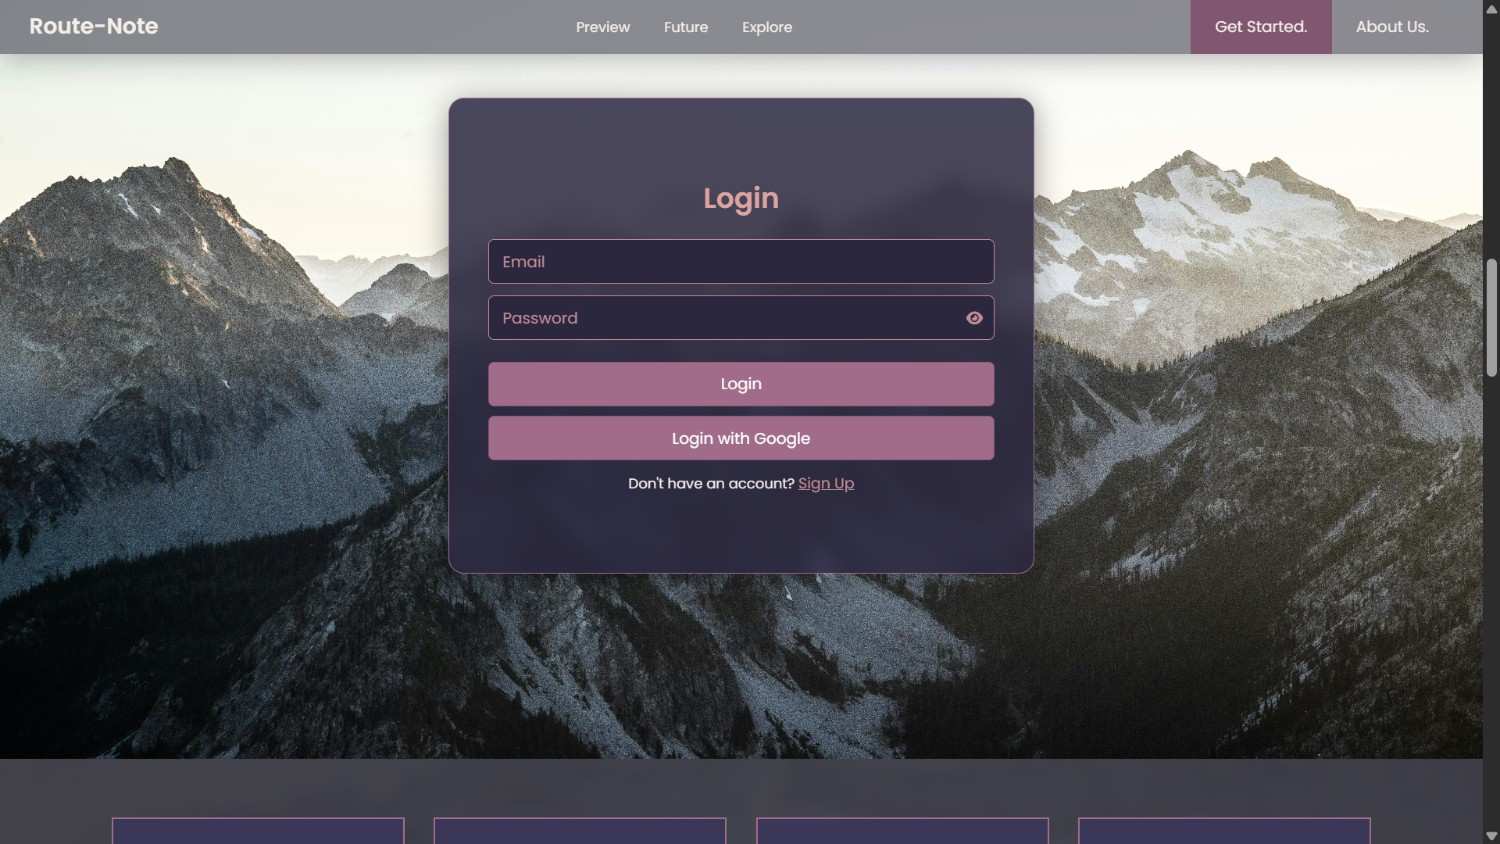 Route-Note
Preview
Future
Explore
Get Started.
About Us.
Login
Email
Password
Login
Login with Google
Don't have an account? Sign Up